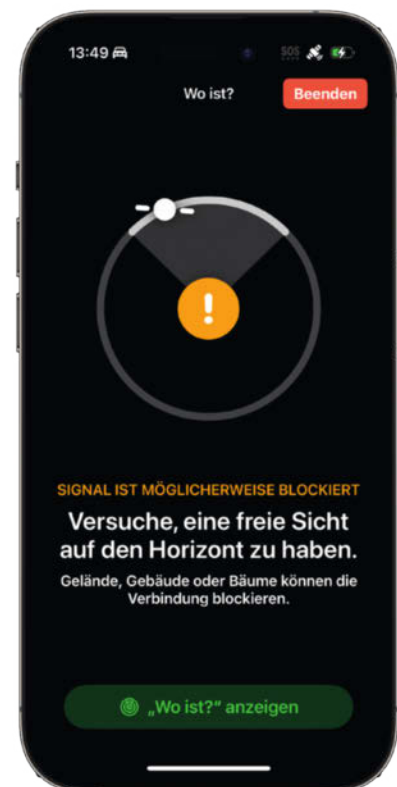 13:49
SOS
Wo ist?
Beenden
!
SIGNAL IST MÖGLICHERWEISE BLOCKIERT
Versuche, eine freie Sicht
auf den Horizont zu haben.
Gelände, Gebäude oder Bäume können die
Verbindung blockieren.
„Wo ist?“ anzeigen